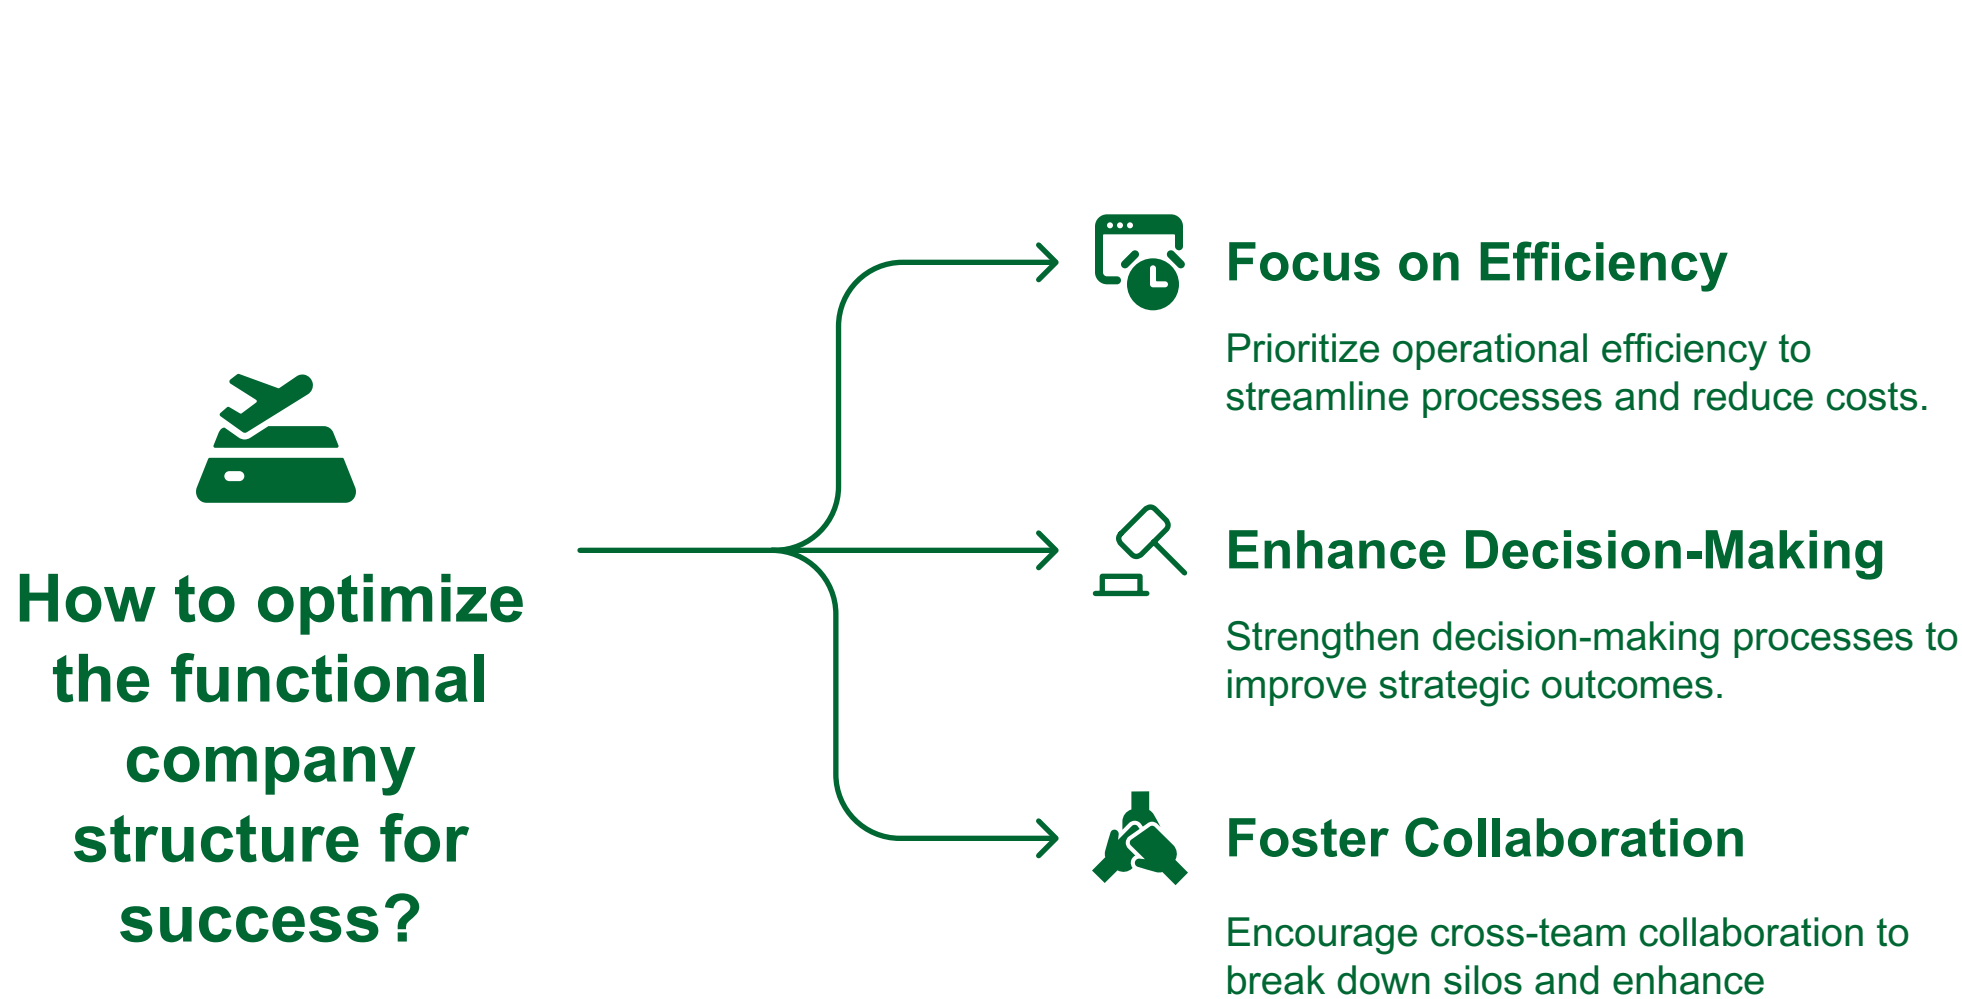 How to optimize
the functional
company
structure for
success?
Focus on Efficiency
Prioritize operational efficiency to
streamline processes and reduce costs.
Enhance Decision-Making
Strengthen decision-making processes to
improve strategic outcomes.
Foster Collaboration
Encourage cross-team collaboration to
break down silos and enhance